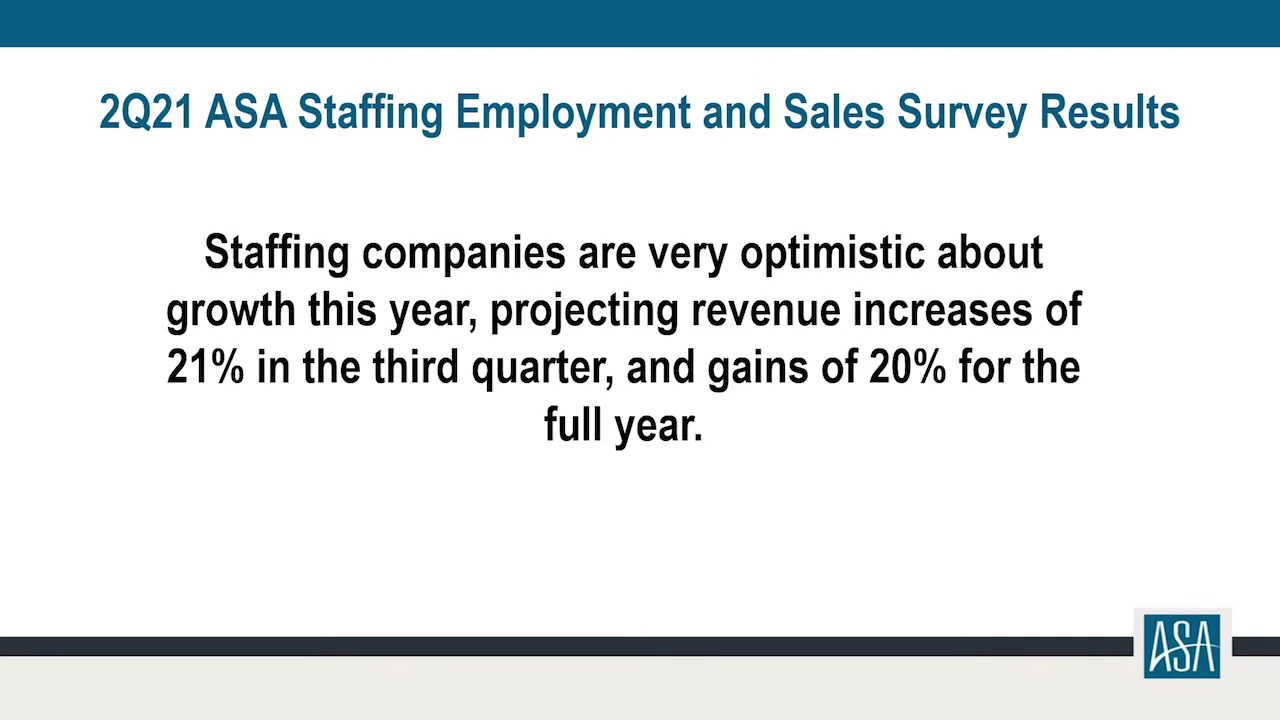 2Q21 ASA Staffing Employment and Sales Survey Results
Staffing companies are very optimistic about
growth this year, projecting revenue increases of
21% in the third quarter, and gains of 20% for the
full year.
ASA